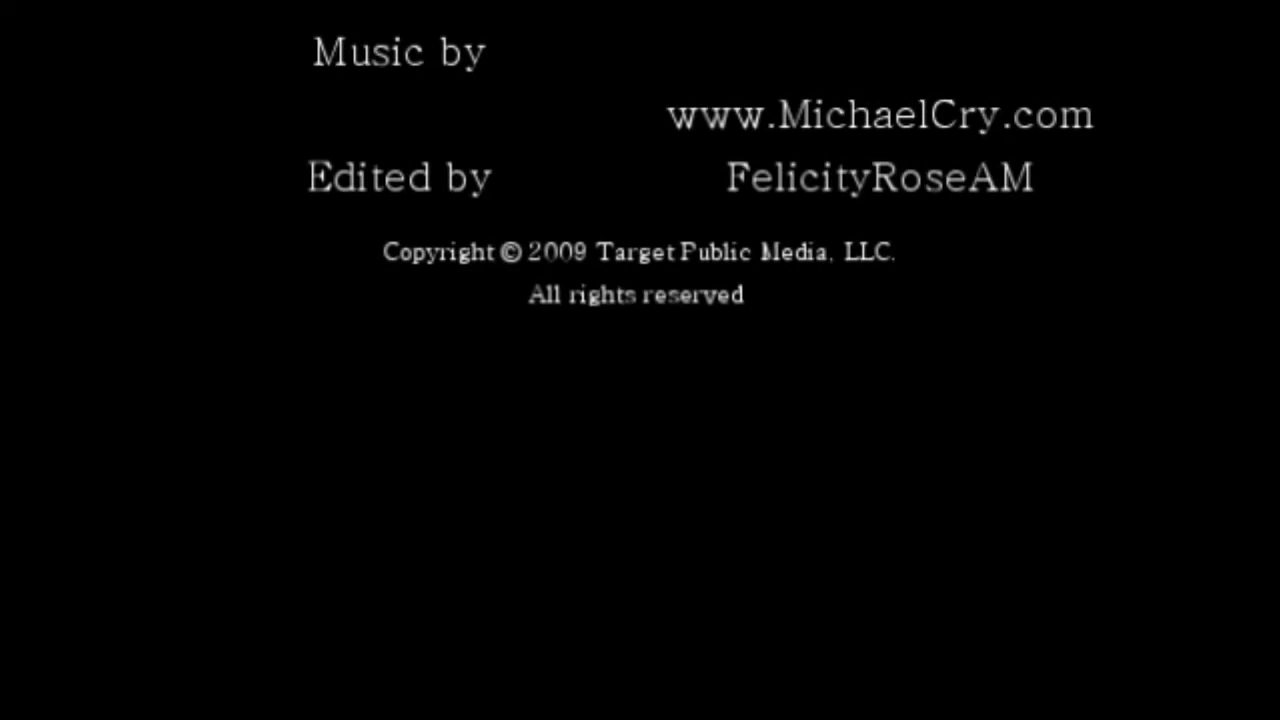 Music by
www.MichaelCry.com
Edited by FelicityRoseAM
Copyright © 2009 Target Public Media, LLC.
All rights reserved